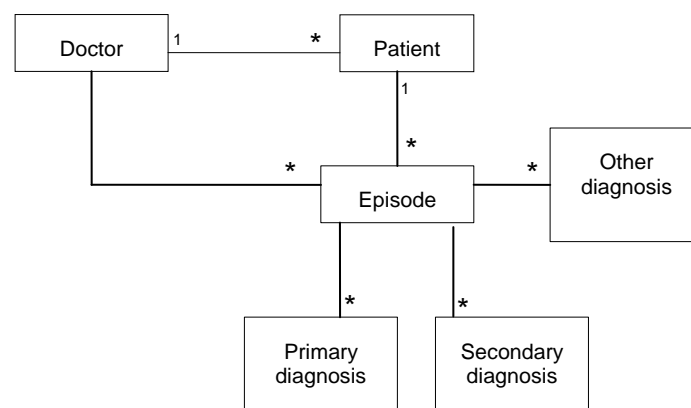 Doctor
1
*
Patient
1
*
*
Episode
*
Other
diagnosis
*
*
Primary
diagnosis
Secondary
diagnosis